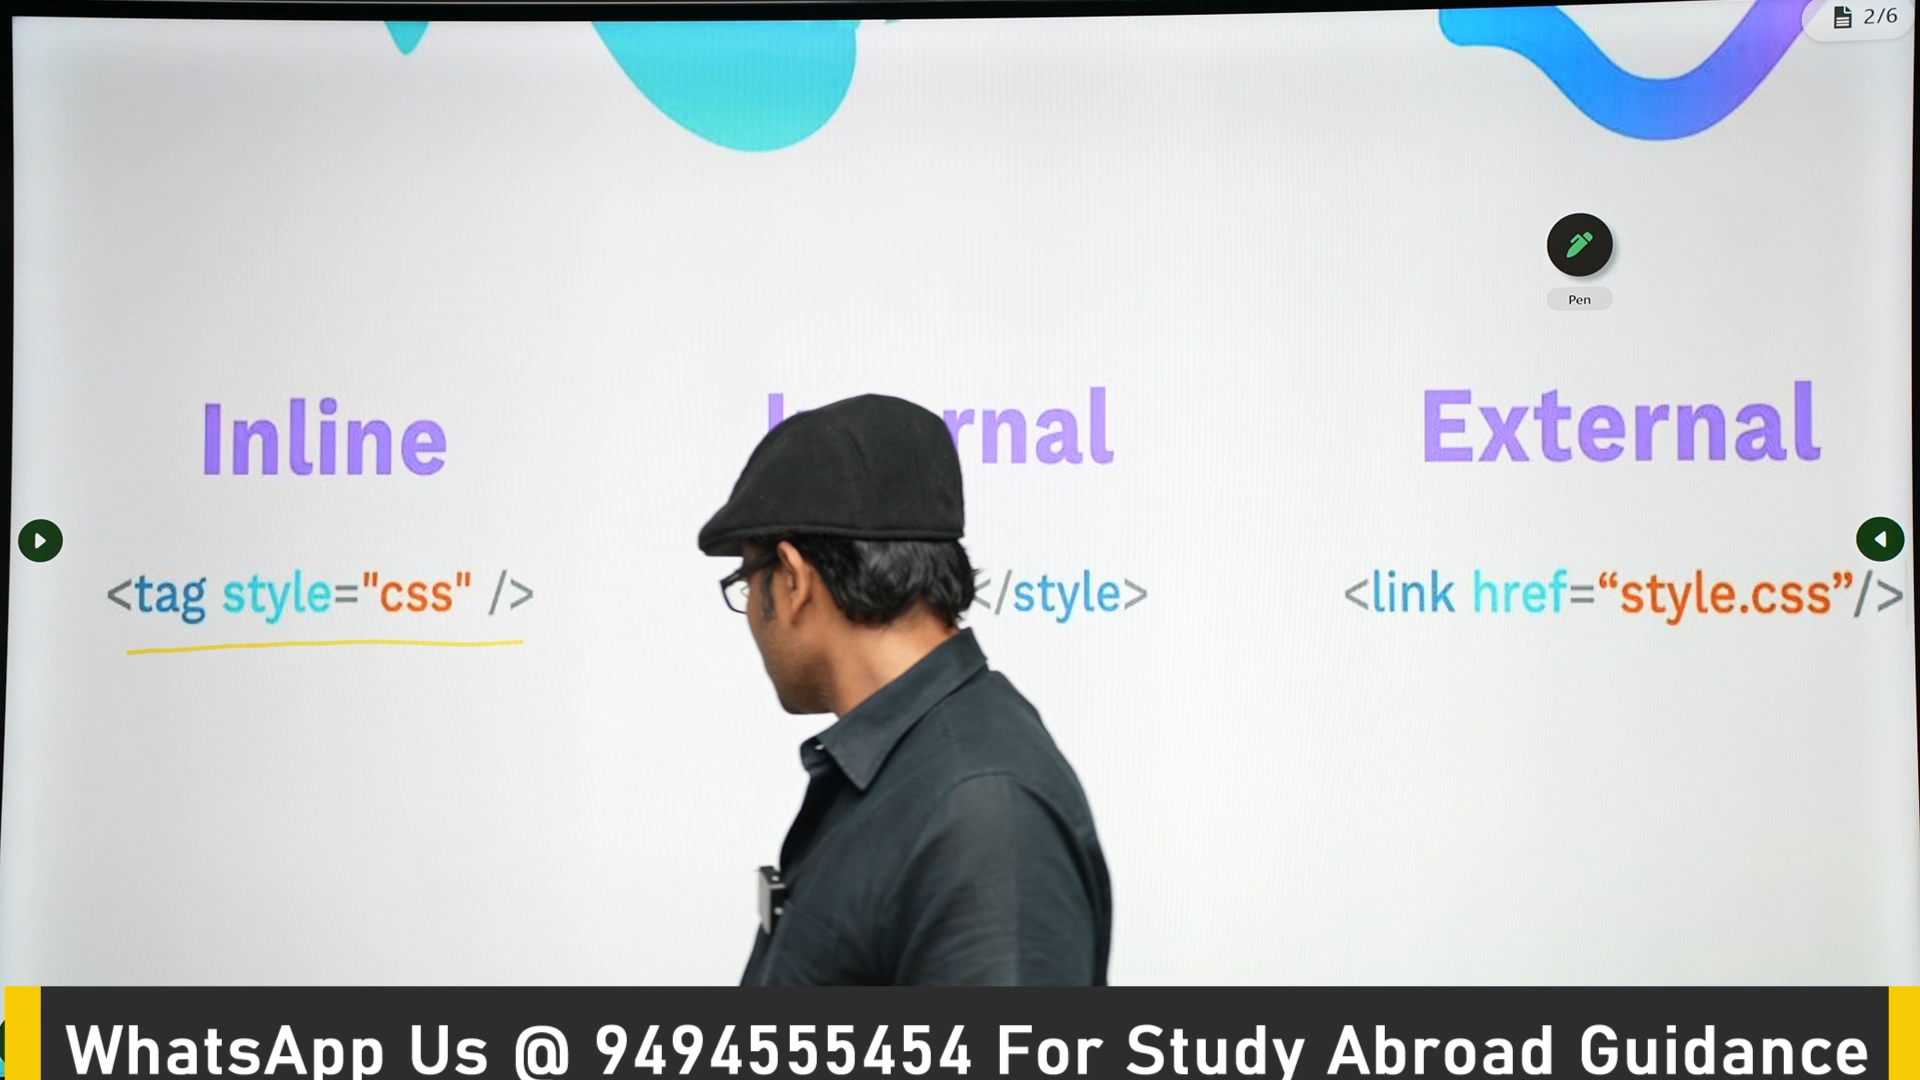 2/6
Pen
Inline
External
<tag style="css" />
</style>
<link href=“style.css”/>
WhatsApp Us @ 9494555454 For Study Abroad Guidance